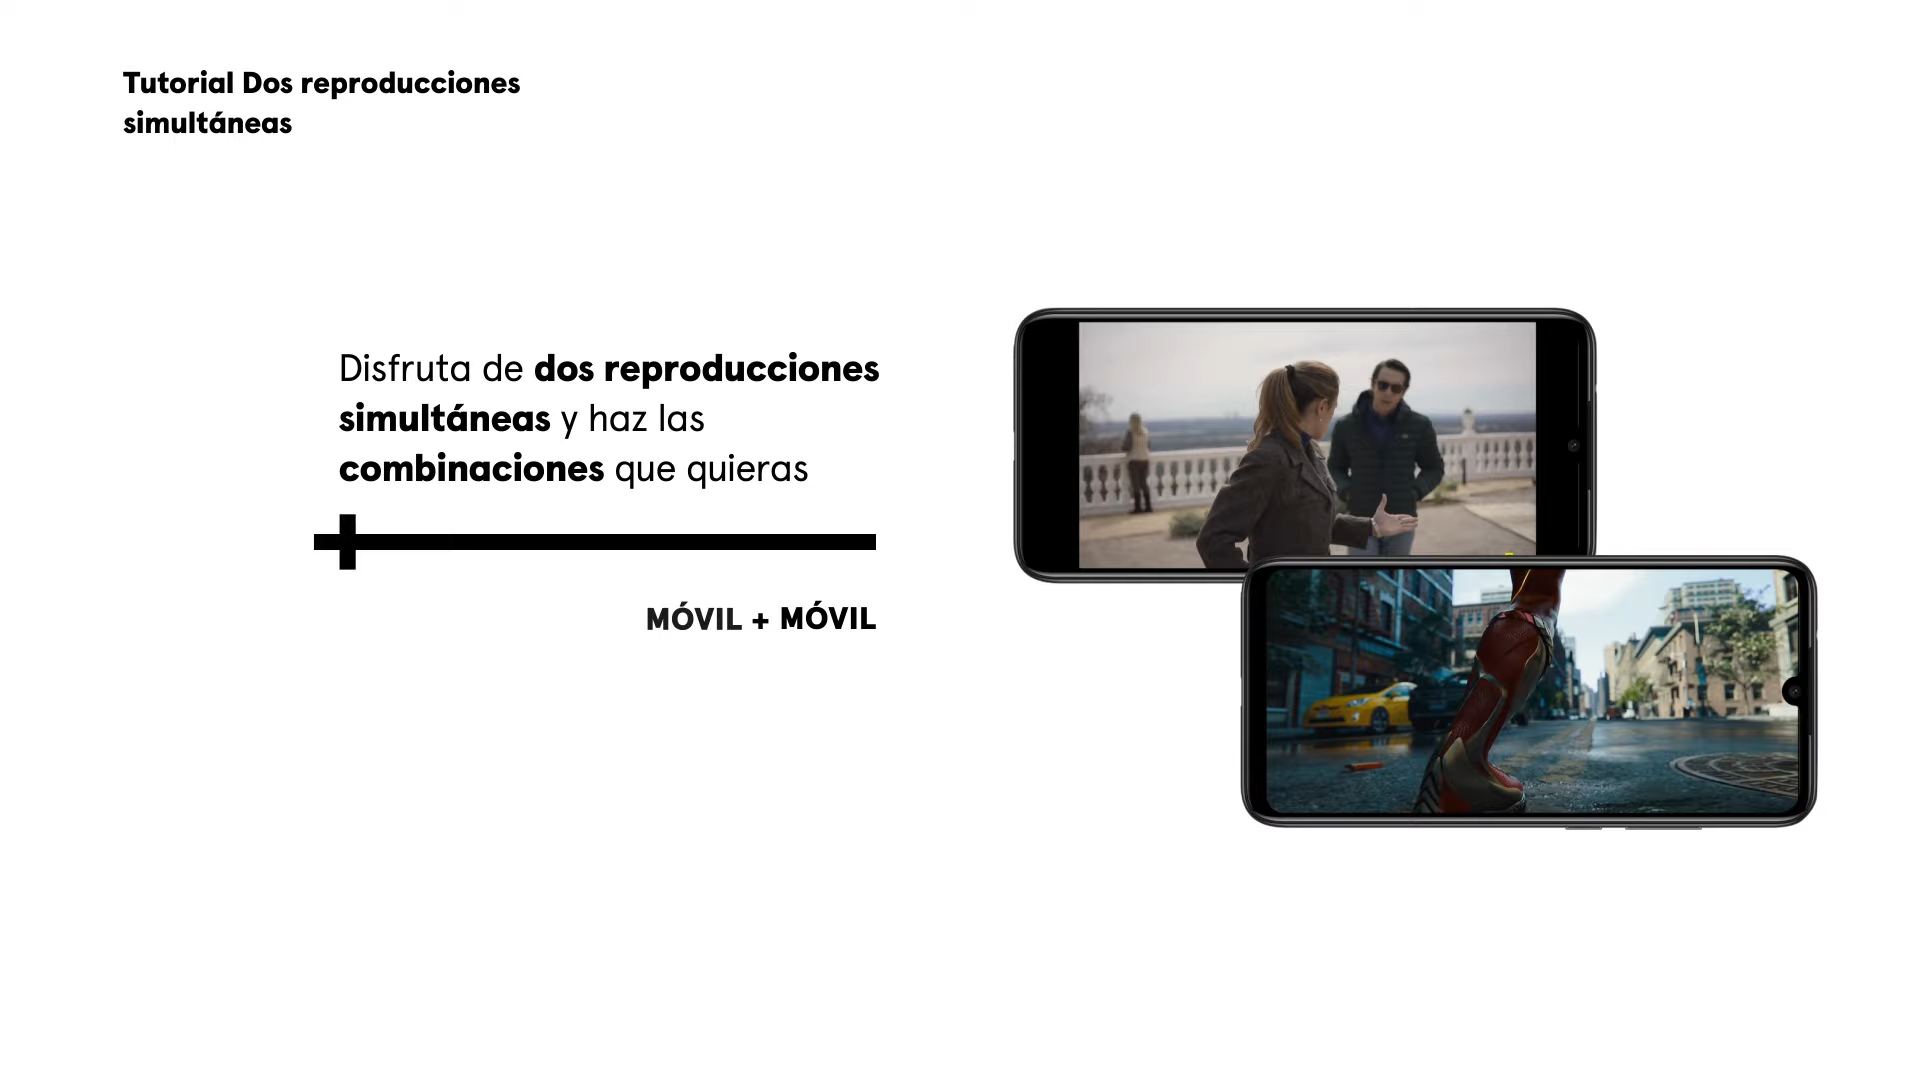 Tutorial Dos reproducciones
simultáneas
Disfruta de dos reproducciones
simultáneas y haz las
combinaciones que quieras
MÓVIL + MÓVIL